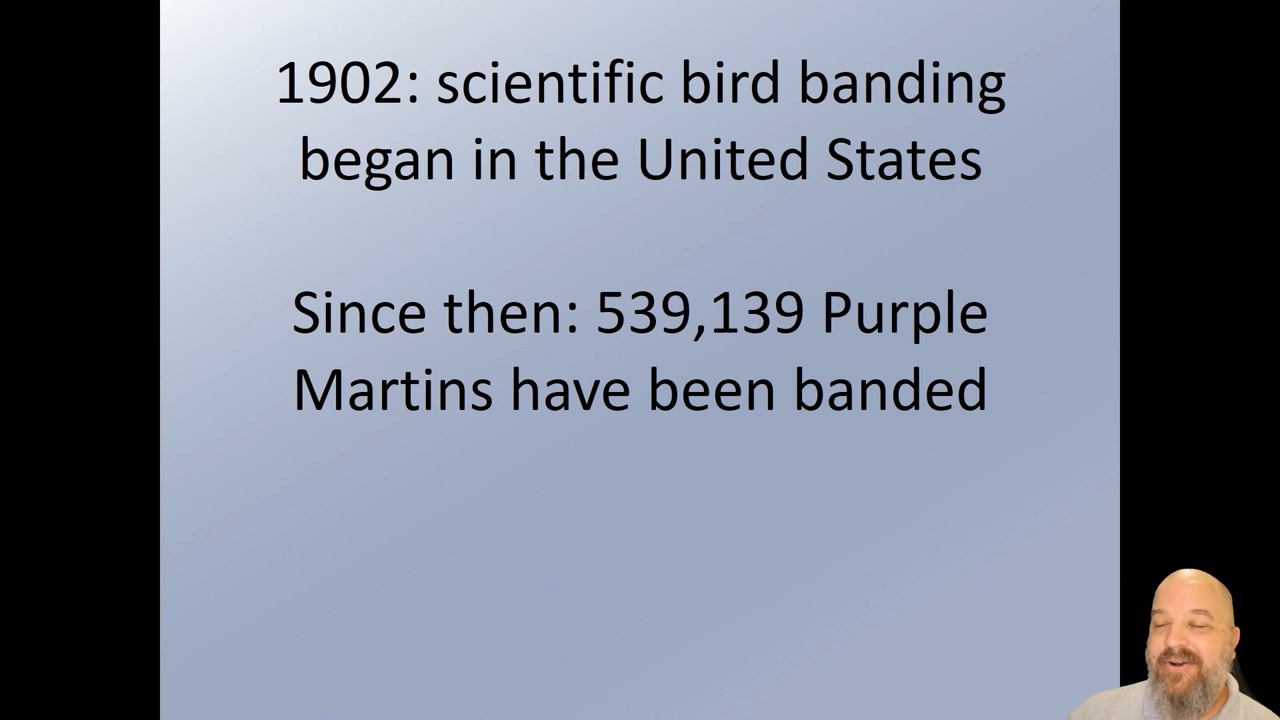 1902: scientific bird banding
began in the United States
Since then: 539,139 Purple
Martins have been banded